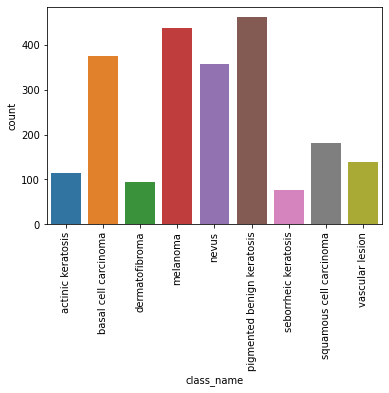 count
400
300
200
100
0
actinic keratosis
basal cell carcinoma
dermatofibroma
melanoma
nevus
pigmented benign keratosis
seborrheic keratosis
squamous cell carcinoma
vascular lesion
class_name